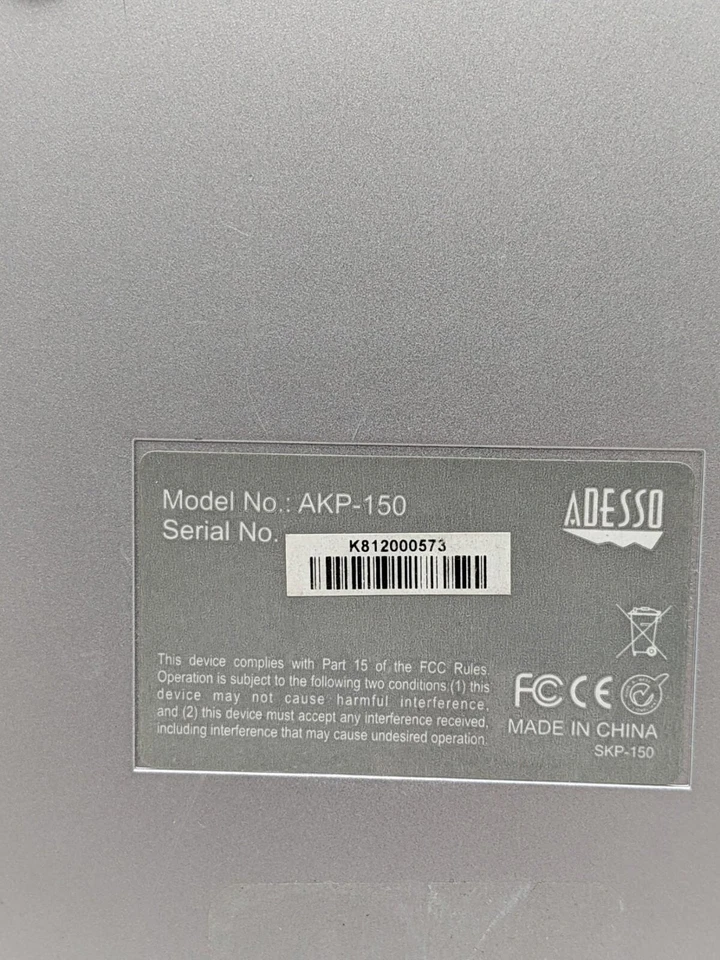 Model No.: AKP-150
ADESSO
Serial No.
K812000573
This device complies with Part 15 of the FCC Rules.
Operation is subject to the following two conditions.(1) this
device may not cause harmful interference,
and (2) this device must accept any interference received,
including interference that may cause undesired operation.
FC CE
MADE IN CHINA
SKP-150